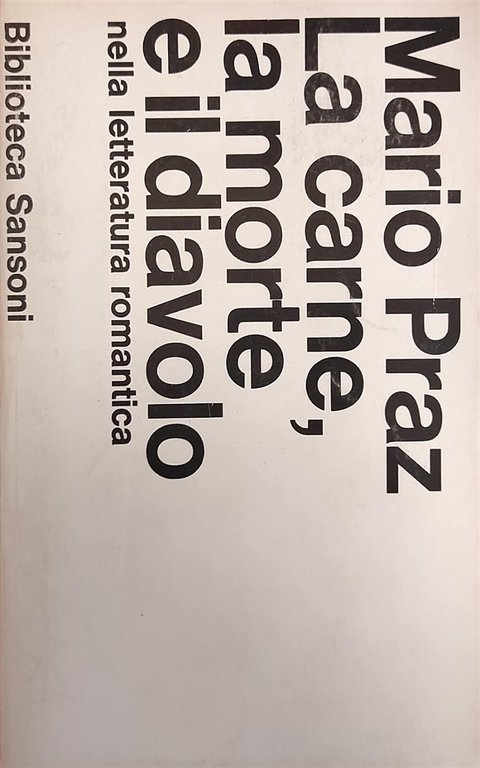 Mario Praz
La carne,
la morte
e il diavolo
nella letteratura romantica
Biblioteca Sansoni